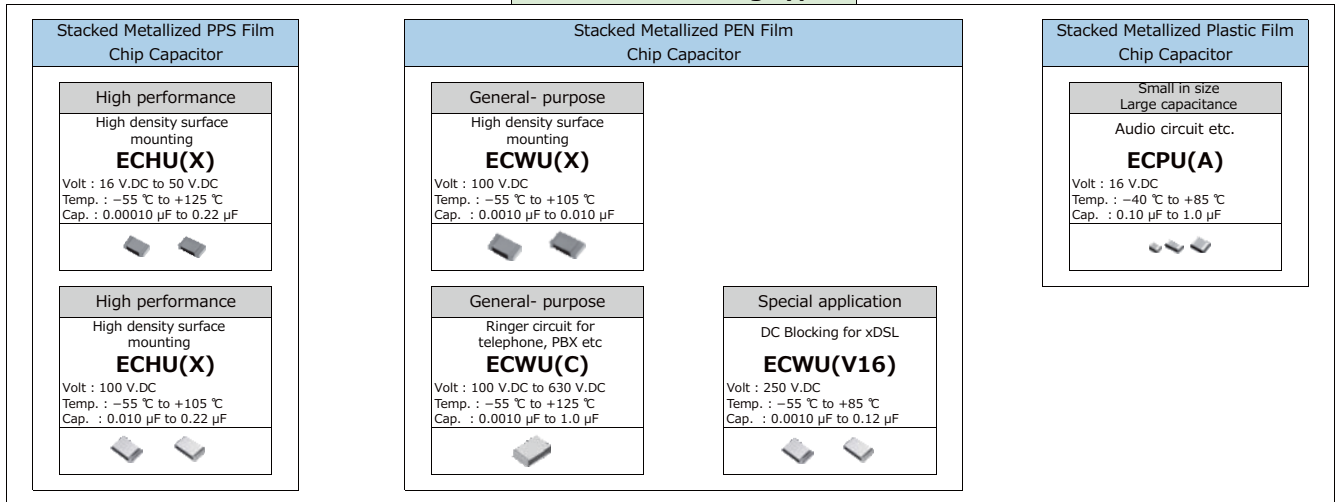 Stacked Metallized PPS Film
Chip Capacitor
High performance
High density surface
mounting
ECHU(X)
Volt : 16 V.DC to 50 V.DC
Temp. : −55 ℃ to +125 ℃
Cap. : 0.00010 μF to 0.22 μF
High performance
High density surface
mounting
ECHU(X)
Volt : 100 V.DC
Temp. : −55 ℃ to +105 ℃
Cap. : 0.010 μF to 0.22 μF
Stacked Metallized PEN Film
Chip Capacitor
General- purpose
High density surface
mounting
ECWU(X)
Volt : 100 V.DC
Temp. : −55 ℃ to +105 ℃
Cap. : 0.0010 μF to 0.010 μF
General- purpose
Ringer circuit for
telephone, PBX etc
ECWU(C)
Volt : 100 V.DC to 630 V.DC
Temp. : −55 ℃ to +125 ℃
Cap. : 0.0010 μF to 1.0 μF
Special application
DC Blocking for xDSL
ECWU(V16)
Volt : 250 V.DC
Temp. : −55 ℃ to +85 ℃
Cap. : 0.0010 μF to 0.12 μF
Stacked Metallized Plastic Film
Chip Capacitor
Small in size
Large capacitance
Audio circuit etc.
ECPU(A)
Volt : 16 V.DC
Temp. : −40 ℃ to +85 ℃
Cap. : 0.10 μF to 1.0 μF